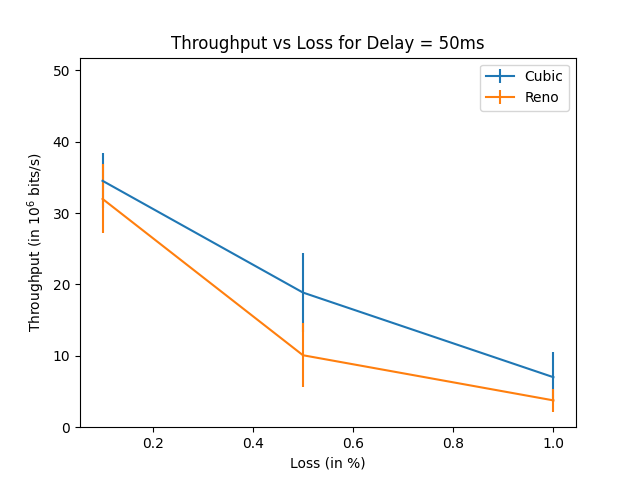 Throughput vs Loss for Delay = 50ms
Cubic
Reno
Throughput (in 10⁶ bits/s)
50
40
30
20
10
0
0.2 0.4 0.6 0.8 1.0
Loss (in %)